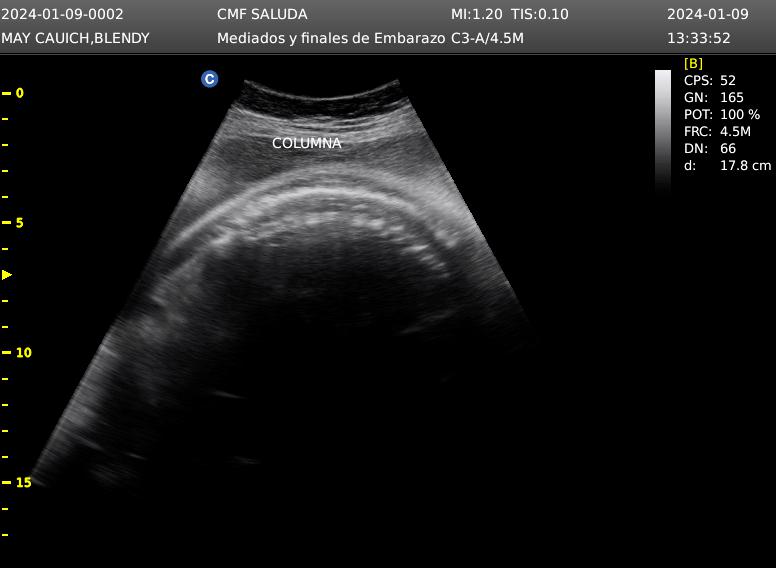 2024-01-09-0002 CMF SALUDA MI:1.20 TIS:0.10 2024-01-09
MAY CAUICH,BLENDY Mediados y finales de Embarazo C3-A/4.5M 13:33:52
[B]
CPS: 52
GN: 165
POT: 100 %
FRC: 4.5M
DN: 66
d: 17.8 cm
C
COLUMNA
0
5
10
15